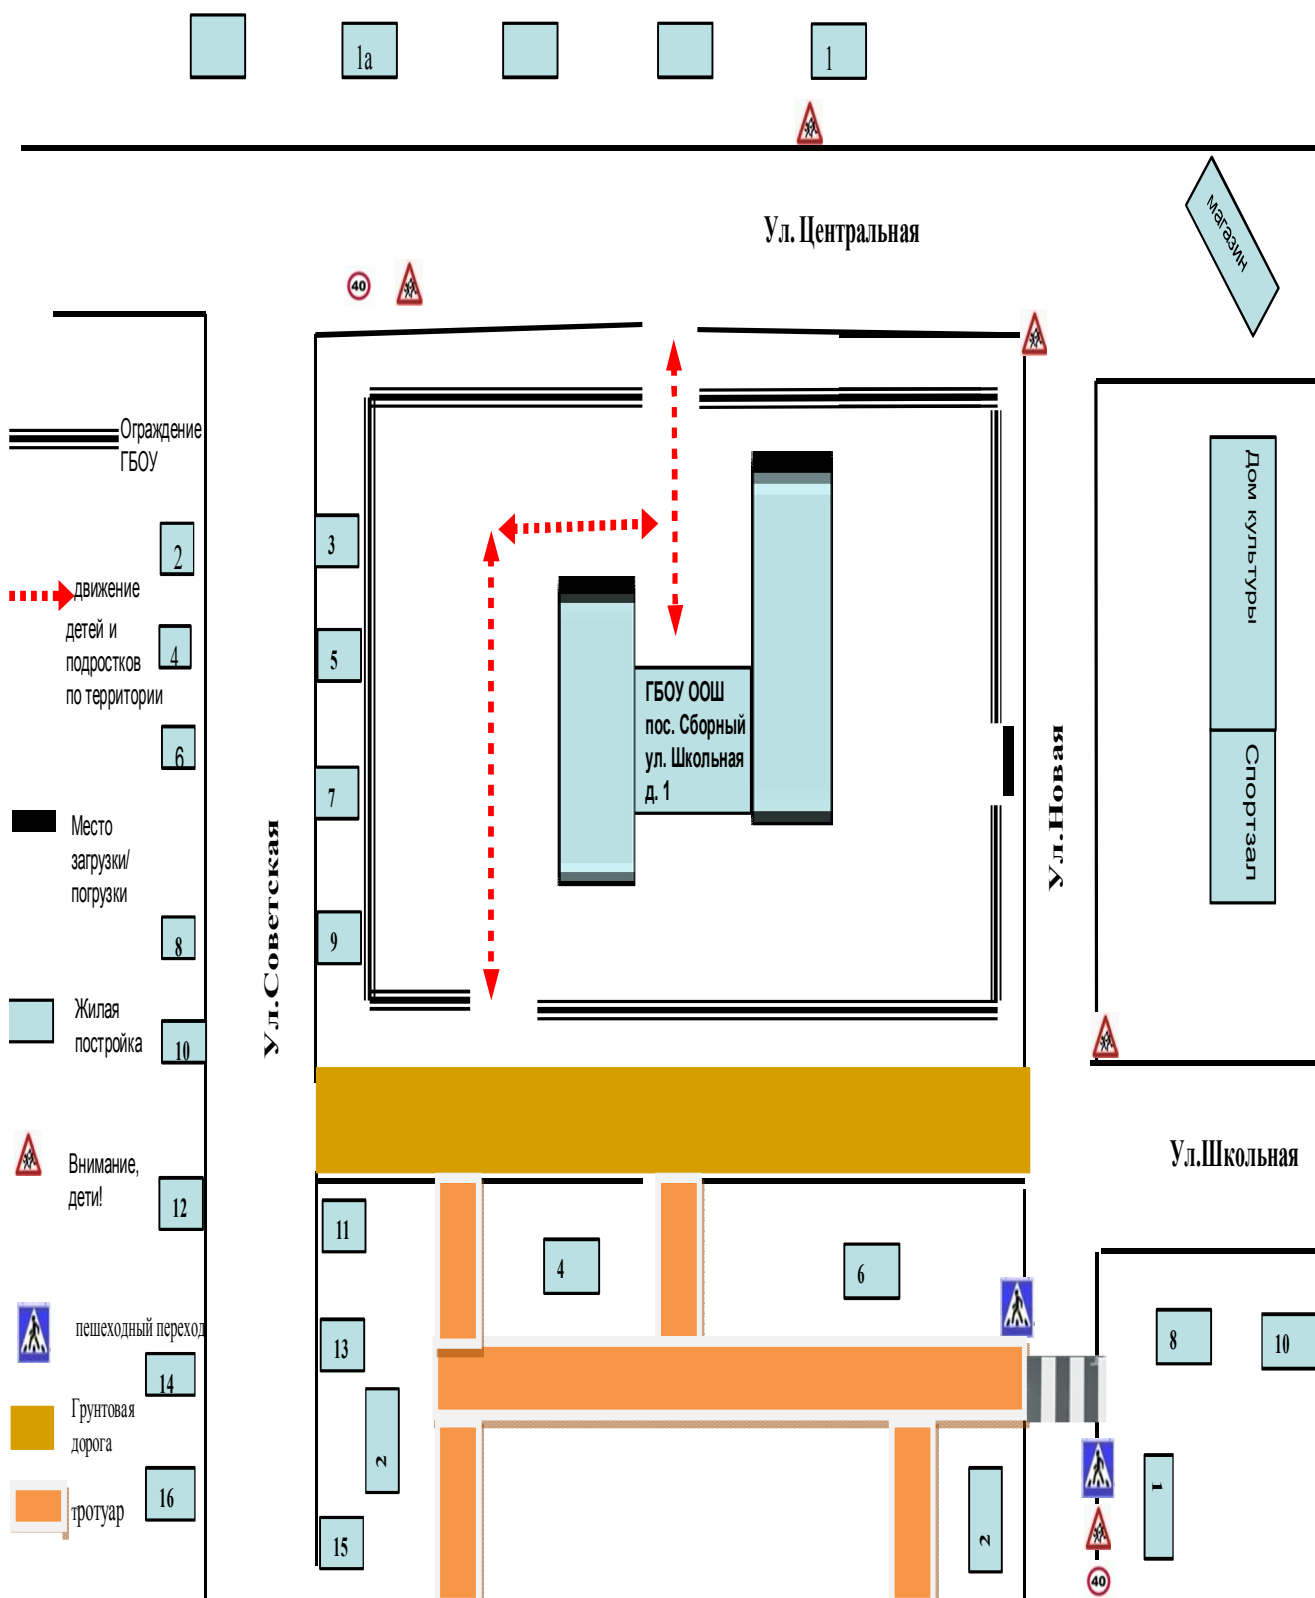 1а
1
магазин
Ул. Центральная
40
Ограждение
ГБОУ
2
движение
детей и
подростков
по территории
4
6
Место
загрузки/
погрузки
8
Жилая
постройка
10
Внимание,
дети!
12
пешеходный переход
14
Грунтовая
дорога
16
тротуар
Ул.Советская
3
5
7
9
ГБОУ ООШ
пос. Сборный
ул. Школьная
д. 1
Ул.Новая
Дом культуры
Спортзал
Ул.Школьная
11
4
6
13
8
10
2
15
2
1
40